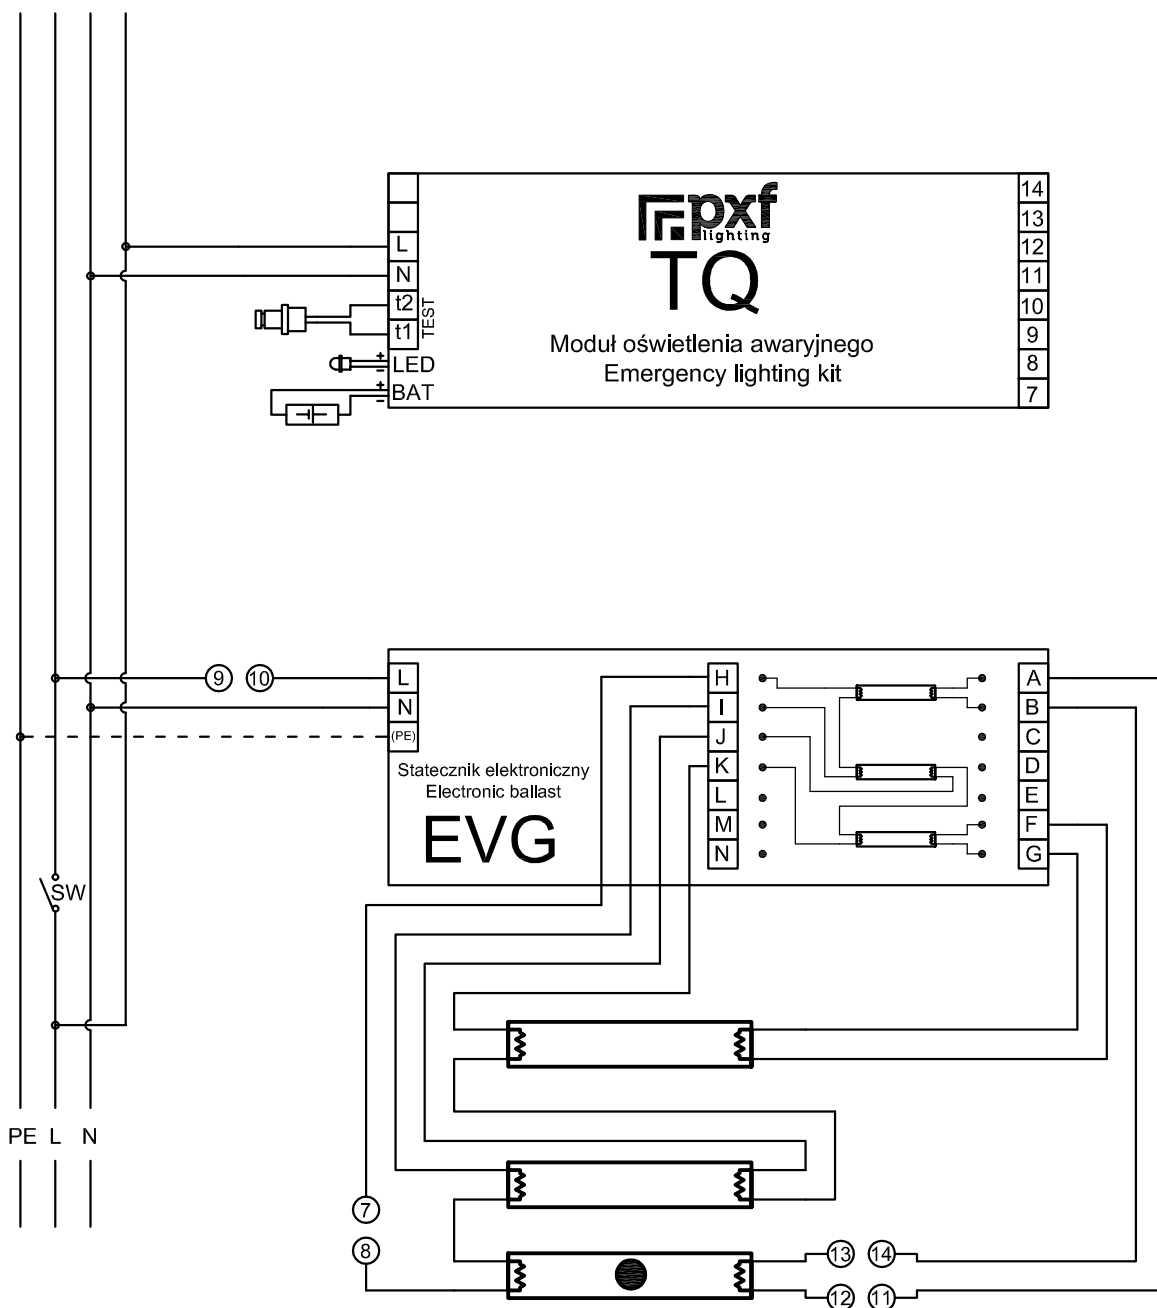 pxf
lighting
TQ
Moduł oświetlenia awaryjnego
Emergency lighting kit
L
N
t2
t1
TEST
+
-
LED
+
-
BAT
14
13
12
11
10
9
8
7
9 10
L
N
(PE)
Statecznik elektroniczny
Electronic ballast
EVG
H
I
J
K
L
M
N
A
B
C
D
E
F
G
SW
PE L N
7
8
13 14
12 11